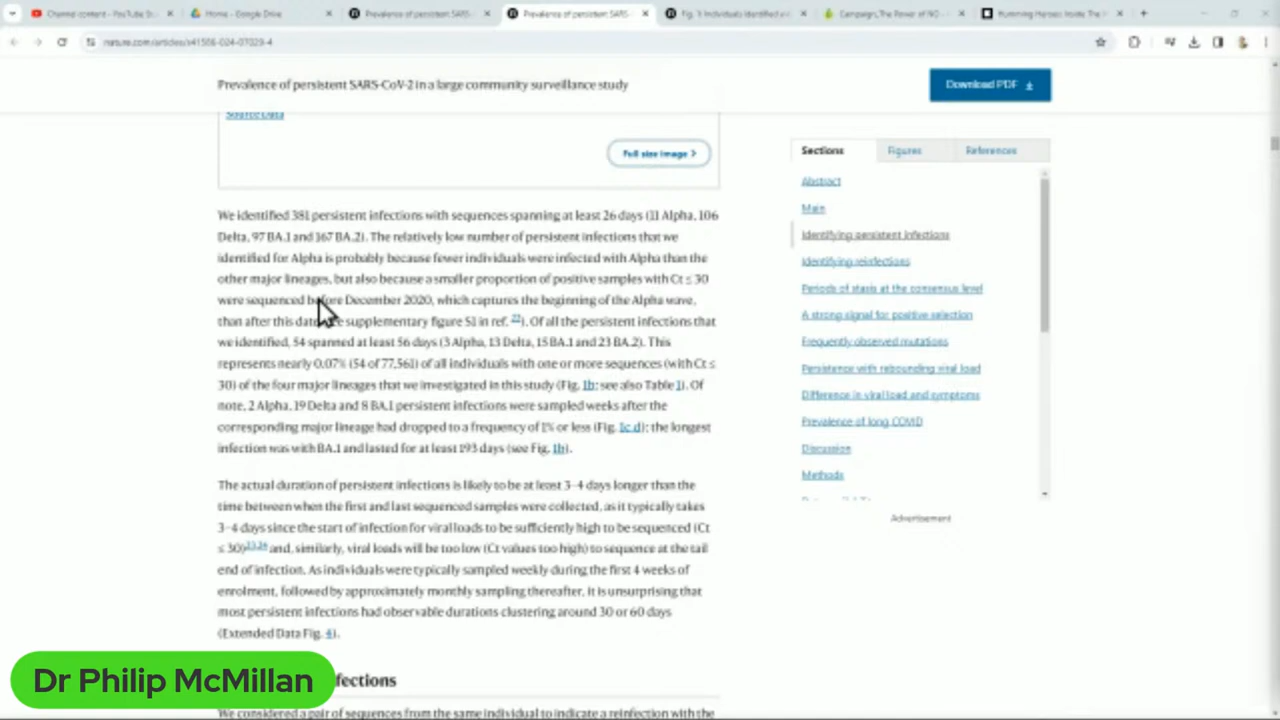 Channel content - YouTube St
Home - Google Drive
Prevalence of persistent SARS-
Prevalence of persistent SARS-
Fig. 1: Individuals identified wi
Campaign_The Power of NO -
Humming Heroes: Inside The
nature.com/articles/s41586-024-07029-4
Prevalence of persistent SARS-CoV-2 in a large community surveillance study
Download PDF
Source Data
Full size image
We identified 381 persistent infections with sequences spanning at least 26 days (11 Alpha, 106
Delta, 97 BA.1 and 167 BA.2). The relatively low number of persistent infections that we
identified for Alpha is probably because fewer individuals were infected with Alpha than the
other major lineages, but also because a smaller proportion of positive samples with Ct ≤ 30
were sequenced before December 2020, which captures the beginning of the Alpha wave,
than after this date supplementary figure S1 in ref. 22). Of all the persistent infections that
we identified, 54 spanned at least 56 days (3 Alpha, 13 Delta, 15 BA.1 and 23 BA.2). This
represents nearly 0.07% (54 of 77,561) of all individuals with one or more sequences (with Ct ≤
30) of the four major lineages that we investigated in this study (Fig. 1b; see also Table 1). Of
note, 2 Alpha, 19 Delta and 8 BA.1 persistent infections were sampled weeks after the
corresponding major lineage had dropped to a frequency of 1% or less (Fig. 1c,d); the longest
infection was with BA.1 and lasted for at least 193 days (see Fig. 1b).
The actual duration of persistent infections is likely to be at least 3–4 days longer than the
time between when the first and last sequenced samples were collected, as it typically takes
3–4 days since the start of infection for viral loads to be sufficiently high to be sequenced (Ct
≤ 30)23,24 and, similarly, viral loads will be too low (Ct values too high) to sequence at the tail
end of infection. As individuals were typically sampled weekly during the first 4 weeks of
enrolment, followed by approximately monthly sampling thereafter, it is unsurprising that
most persistent infections had observable durations clustering around 30 or 60 days
(Extended Data Fig. 4).
fections
We considered a pair of sequences from the same individual to indicate a reinfection with the
Sections
Figures
References
Abstract
Main
Identifying persistent infections
Identifying reinfections
Periods of stasis at the consensus level
A strong signal for positive selection
Frequently observed mutations
Persistence with rebounding viral load
Difference in viral load and symptoms
Prevalence of long COVID
Discussion
Methods
Advertisement
Dr Philip McMillan